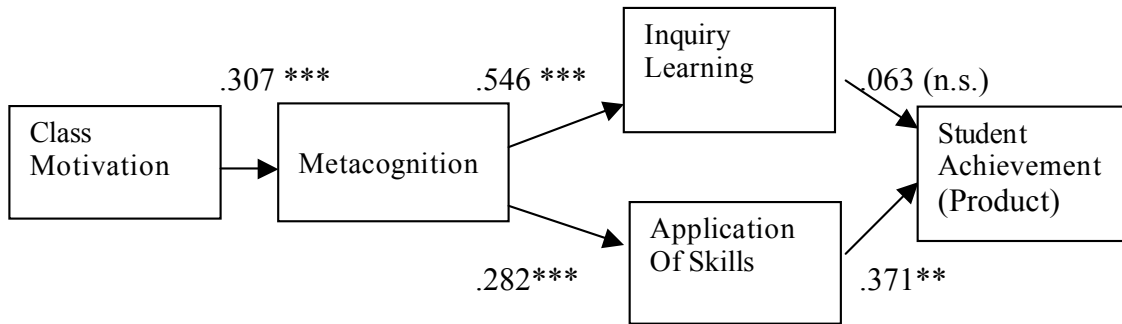 Inquiry
Learning
.307 ***
.546 ***
.063 (n.s.)
Class
Motivation
Metacognition
Student
Achievement
(Product)
Application
Of Skills
.282***
.371**